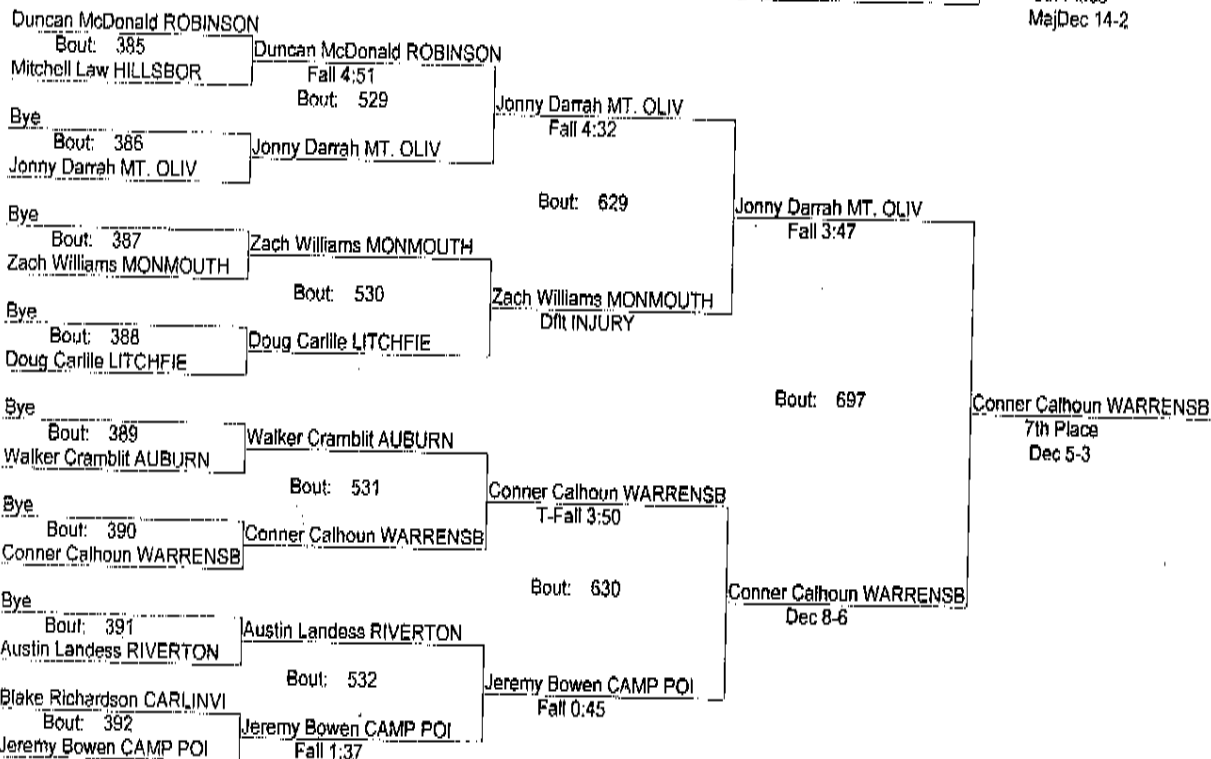 MajDec 14-2
Duncan McDonald ROBINSON
Bout: 385
Mitchell Law HILLSBOR
Duncan McDonald ROBINSON
Fall 4:51
Bout: 529
Jonny Darrah MT. OLIV
Fall 4:32
Bye
Bout: 386
Jonny Darrah MT. OLIV
Jonny Darrah MT. OLIV
Bout: 629
Jonny Darrah MT. OLIV
Fall 3:47
Bye
Bout: 387
Zach Williams MONMOUTH
Zach Williams MONMOUTH
Bout: 530
Zach Williams MONMOUTH
Dflt INJURY
Bye
Bout: 388
Doug Carlile LITCHFIE
Doug Carlile LITCHFIE
Bout: 697
Conner Calhoun WARRENSB
7th Place
Dec 5-3
Bye
Bout: 389
Walker Cramblit AUBURN
Walker Cramblit AUBURN
Bout: 531
Conner Calhoun WARRENSB
T-Fall 3:50
Bye
Bout: 390
Conner Calhoun WARRENSB
Conner Calhoun WARRENSB
Bout: 630
Conner Calhoun WARRENSB
Dec 8-6
Bye
Bout: 391
Austin Landess RIVERTON
Austin Landess RIVERTON
Bout: 532
Jeremy Bowen CAMP POI
Fall 0:45
Blake Richardson CARLINVI
Bout: 392
Jeremy Bowen CAMP POI
Jeremy Bowen CAMP POI
Fall 1:37